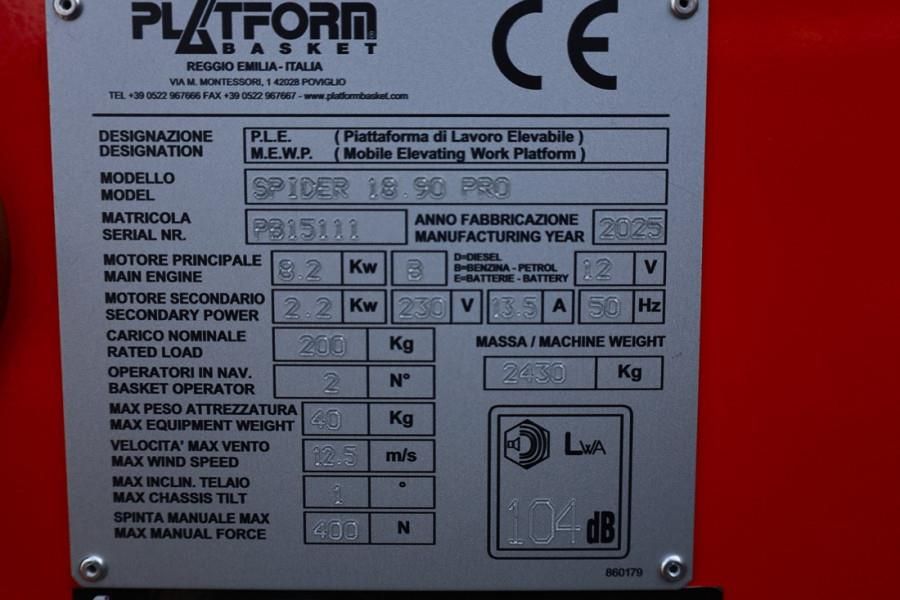 PLATFORM
BASKET
REGGIO EMILIA - ITALIA
VIA M. MONTESSORI, 1 42028 POVIGLIO
TEL +39 0522 967666 FAX +39 0522 967667 - www.platformbasket.com
CE
DESIGNAZIONE P.L.E. ( Piattaforma di Lavoro Elevabile )
DESIGNATION M.E.W.P. ( Mobile Elevating Work Platform )
MODELLO
MODEL SPIDER 18.90 PRO
MATRICOLA ANNO FABBRICAZIONE
SERIAL NR. PB15111 MANUFACTURING YEAR 2025
MOTORE PRINCIPALE D=DIESEL
MAIN ENGINE 8.2 Kw B B=BENZINA - PETROL 12 V
E=BATTERIE - BATTERY
MOTORE SECONDARIO
SECONDARY POWER 2.2 Kw 230 V 13.5 A 50 Hz
CARICO NOMINALE
RATED LOAD 200 Kg
MASSA / MACHINE WEIGHT
2430 Kg
OPERATORI IN NAV.
BASKET OPERATOR 2 N°
MAX PESO ATTREZZATURA
MAX EQUIPMENT WEIGHT 40 Kg
VELOCITA' MAX VENTO
MAX WIND SPEED 12.5 m/s
MAX INCLIN. TELAIO
MAX CHASSIS TILT 1 °
SPINTA MANUALE MAX
MAX MANUAL FORCE 400 N
LWA
104 dB
860179